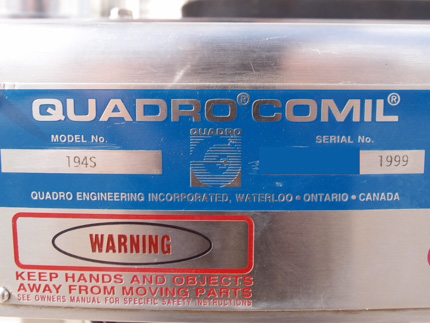 QUADRO® COMIL®
MODEL No. SERIAL No.
QUADRO
194S 1999
QUADRO ENGINEERING INCORPORATED, WATERLOO • ONTARIO • CANADA
WARNING
KEEP HANDS AND OBJECTS
AWAY FROM MOVING PARTS
SEE OWNERS MANUAL FOR SPECIFIC SAFETY INSTRUCTIONS